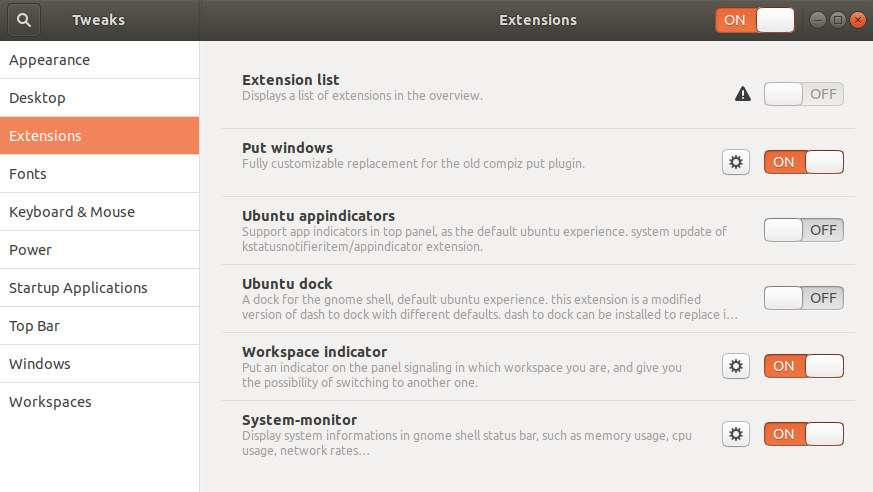 Tweaks
Extensions
ON
Appearance
Desktop
Extensions
Fonts
Keyboard & Mouse
Power
Startup Applications
Top Bar
Windows
Workspaces
Extension list
Displays a list of extensions in the overview.
OFF
Put windows
Fully customizable replacement for the old compiz put plugin.
ON
Ubuntu appindicators
Support app indicators in top panel, as the default ubuntu experience. system update of
kstatusnotifieritem/appindicator extension.
OFF
Ubuntu dock
A dock for the gnome shell, default ubuntu experience. this extension is a modified
version of dash to dock with different defaults. dash to dock can be installed to replace i...
OFF
Workspace indicator
Put an indicator on the panel signaling in which workspace you are, and give you
the possibility of switching to another one.
ON
System-monitor
Display system informations in gnome shell status bar, such as memory usage, cpu
usage, network rates...
ON